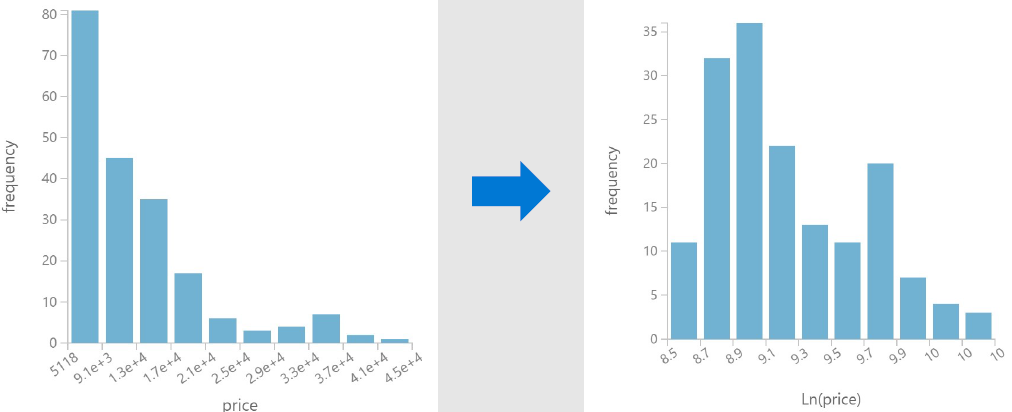 80
70
60
50
40
30
20
10
0
frequency
5118
9.1e+3
1.3e+4
1.7e+4
2.1e+4
2.5e+4
2.9e+4
3.3e+4
3.7e+4
4.1e+4
4.5e+4
price
35
30
25
20
15
10
5
0
frequency
8.5
8.7
8.9
9.1
9.3
9.5
9.7
9.9
10
10
10
Ln(price)